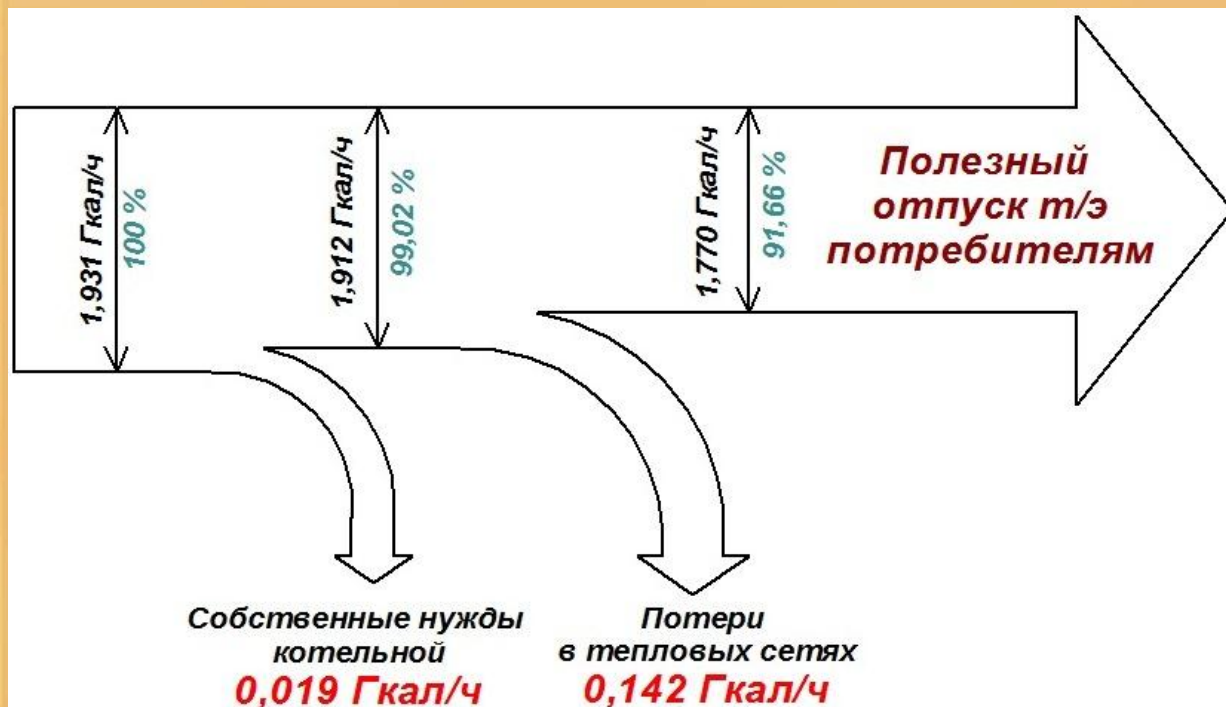 1,931 Гкал/ч
100 %
1,912 Гкал/ч
99,02 %
1,770 Гкал/ч
91,66 %
Полезный
отпуск т/э
потребителям
Собственные нужды
котельной
0,019 Гкал/ч
Потери
в тепловых сетях
0,142 Гкал/ч